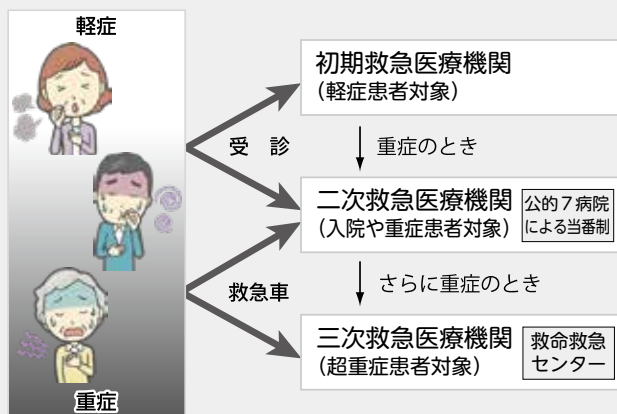 軽症
初期救急医療機関
(軽症患者対象)
受　診
重症のとき
二次救急医療機関
(入院や重症患者対象)
公的７病院
による当番制
救急車
さらに重症のとき
三次救急医療機関
(超重症患者対象)
救命救急
センター
重症